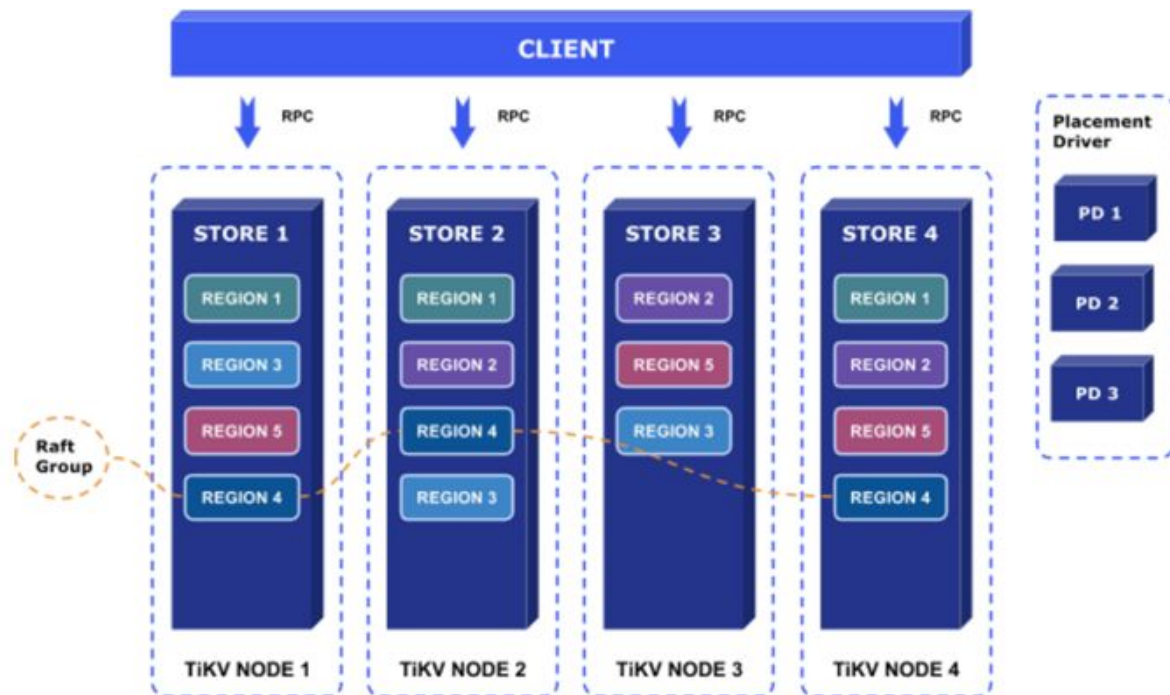 CLIENT
RPC
RPC
RPC
RPC
Placement
Driver
PD 1
PD 2
PD 3
STORE 1
REGION 1
REGION 3
REGION 5
REGION 4
TiKV NODE 1
STORE 2
REGION 1
REGION 2
REGION 4
REGION 3
TiKV NODE 2
STORE 3
REGION 2
REGION 5
REGION 3
TiKV NODE 3
STORE 4
REGION 1
REGION 2
REGION 5
REGION 4
TiKV NODE 4
Raft
Group